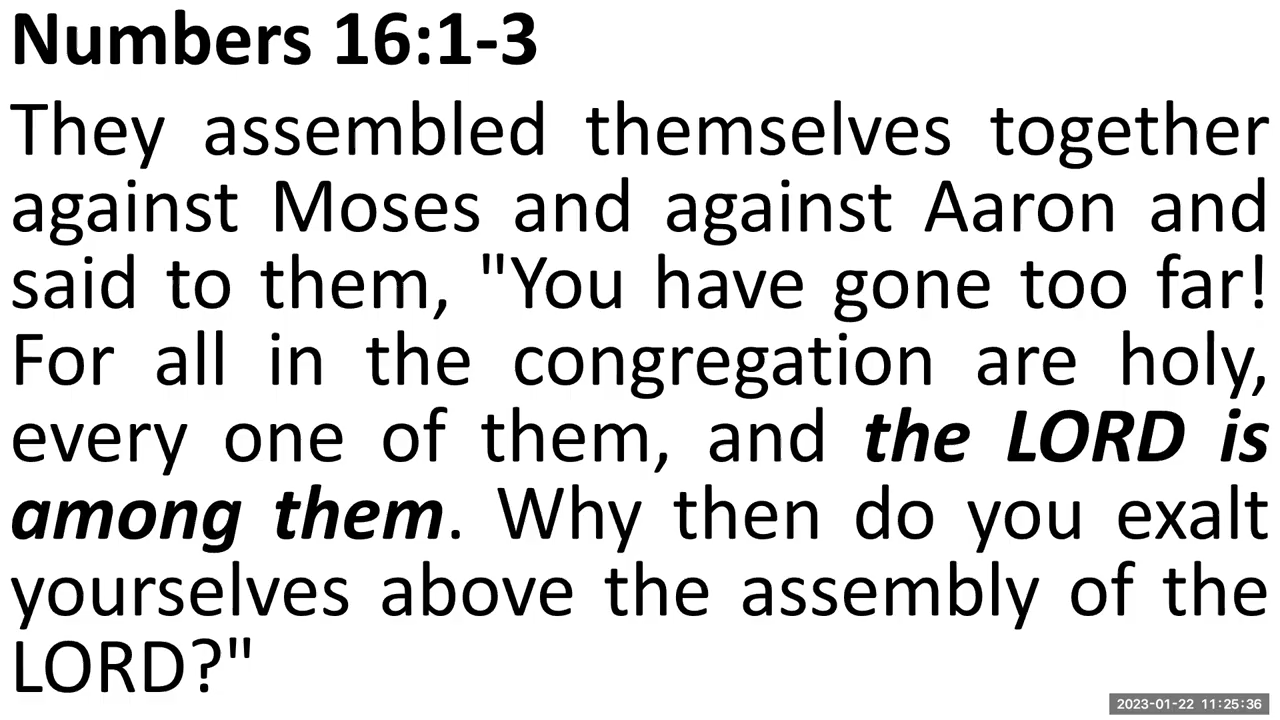 Numbers 16:1-3
They assembled themselves together
against Moses and against Aaron and
said to them, "You have gone too far!
For all in the congregation are holy,
every one of them, and the LORD is
among them. Why then do you exalt
yourselves above the assembly of the
LORD?"
2023-01-22 11:25:36